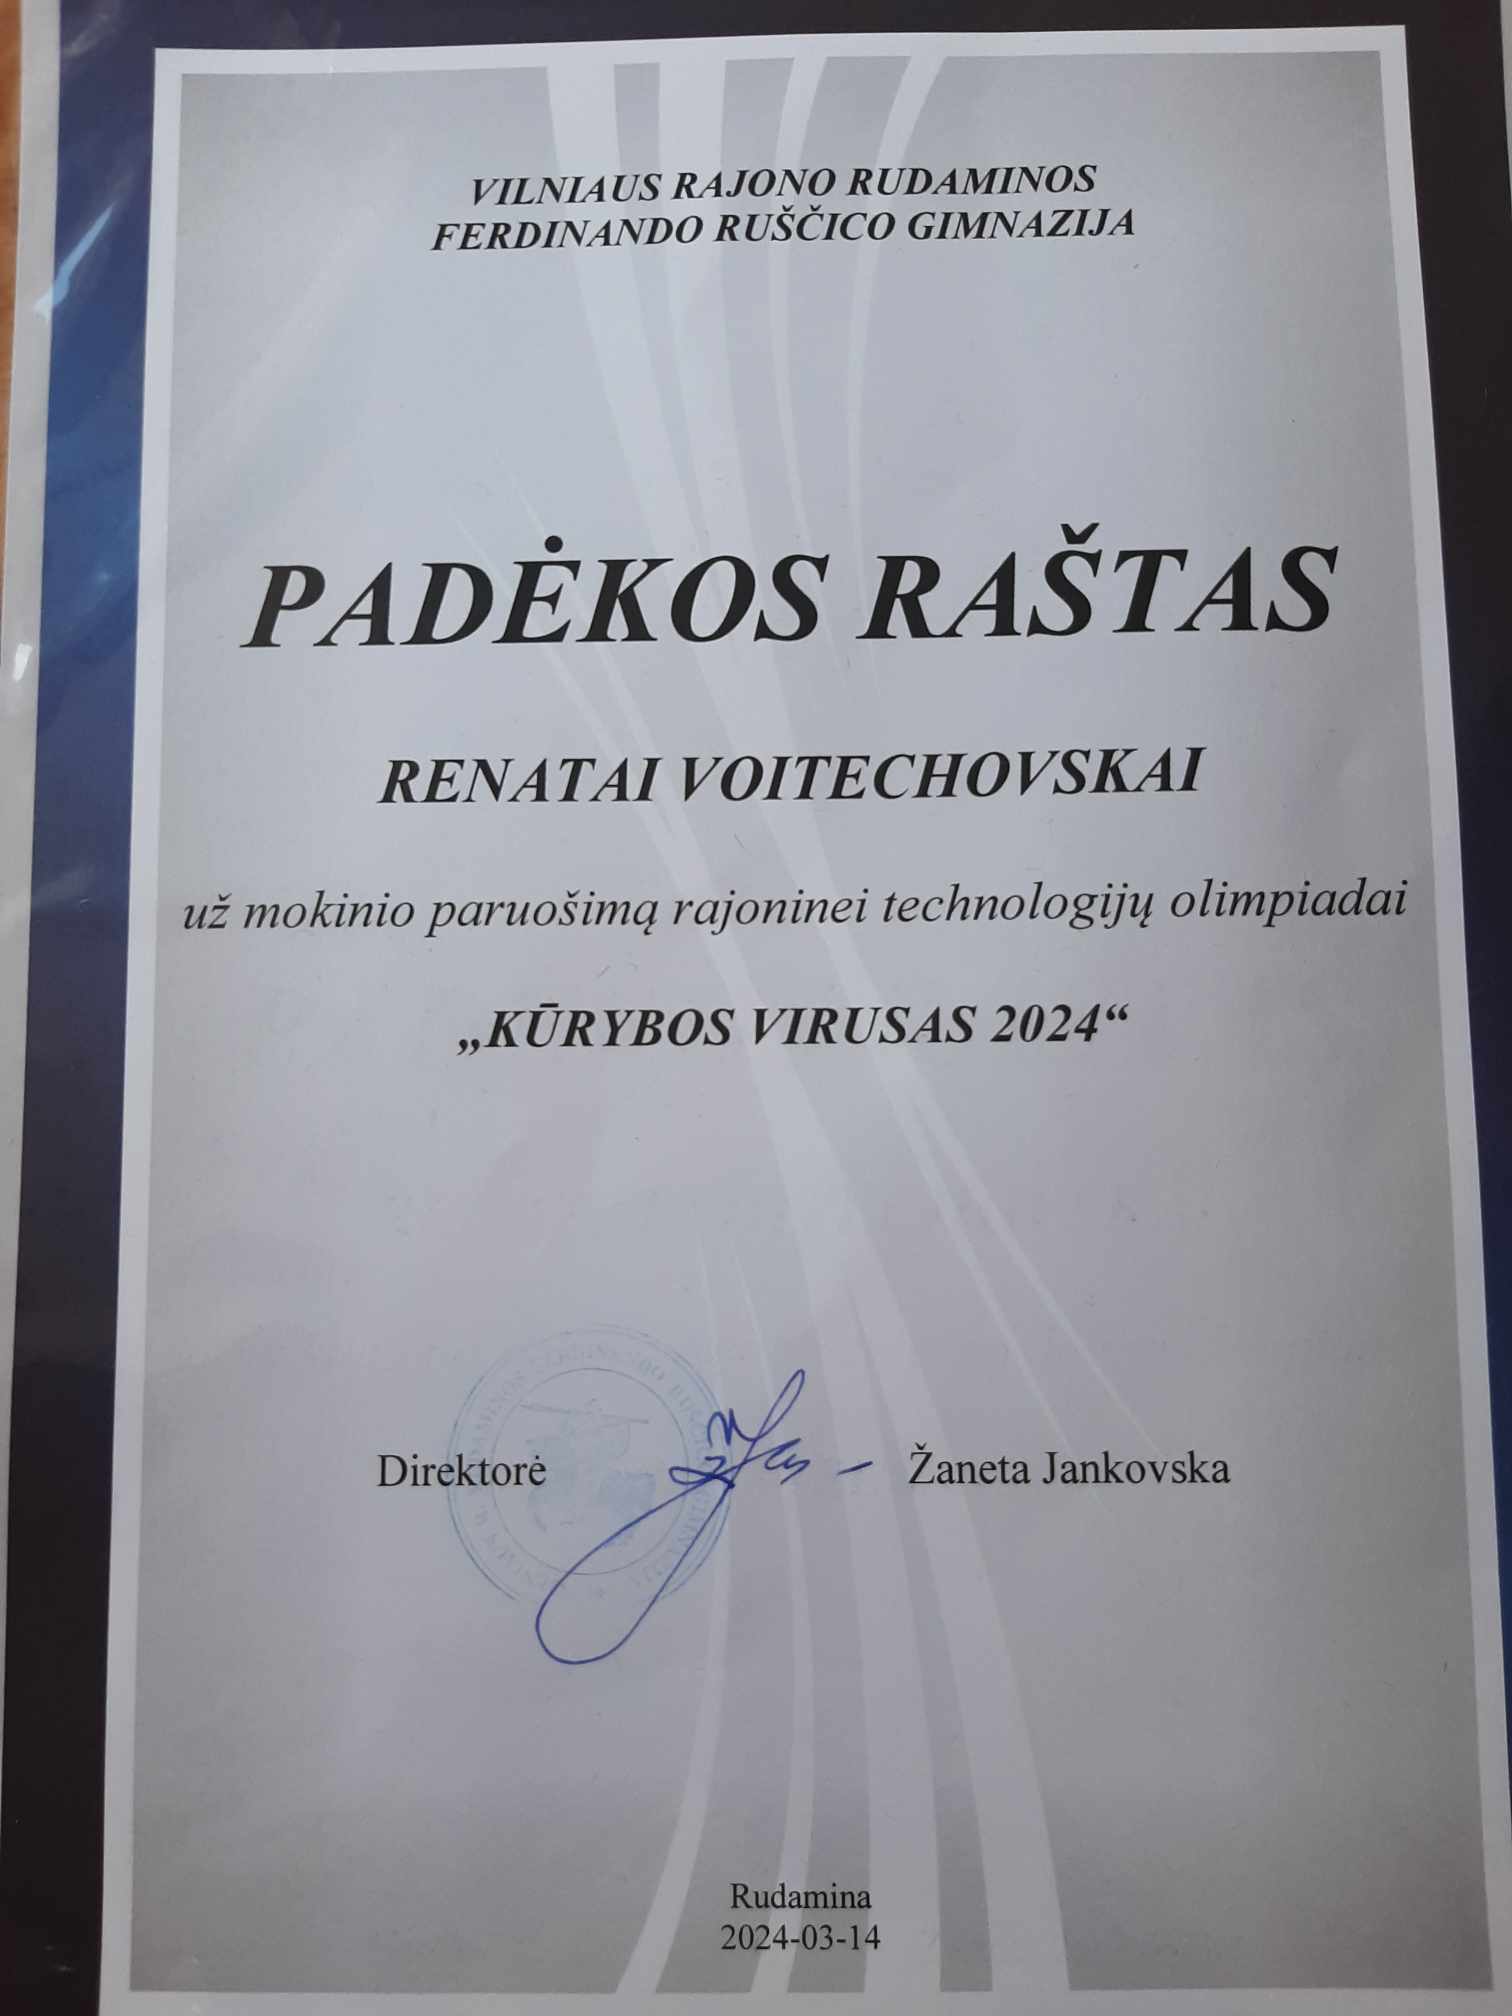 VILNIAUS RAJONO RUDAMINOS
FERDINANDO RUŠČICO GIMNAZIJA
PADĖKOS RAŠTAS
RENATAI VOITECHOVSKAI
už mokinio paruošimą rajoninei technologijų olimpiadai
„KŪRYBOS VIRUSAS 2024“
Direktorė Žaneta Jankovska
Rudamina
2024-03-14